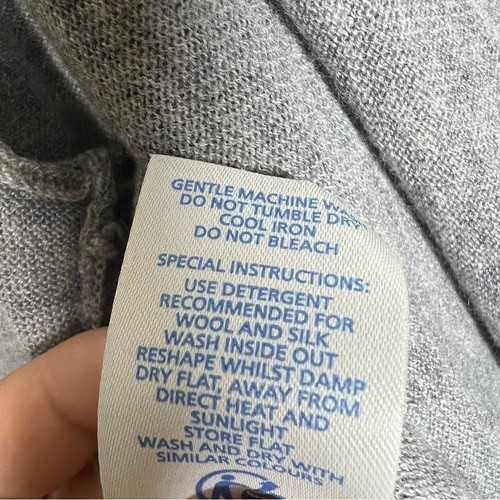 GENTLE MACHINE
DO NOT TUMBLE DRY
COOL IRON
DO NOT BLEACH
SPECIAL INSTRUCTIONS:
USE DETERGENT
RECOMMENDED FOR
WOOL AND SILK
WASH INSIDE OUT
RESHAPE WHILST DAMP
DRY FLAT, AWAY FROM
DIRECT HEAT AND
SUNLIGHT
STORE FLAT
WASH AND DRY WITH
SIMILAR COLOURS